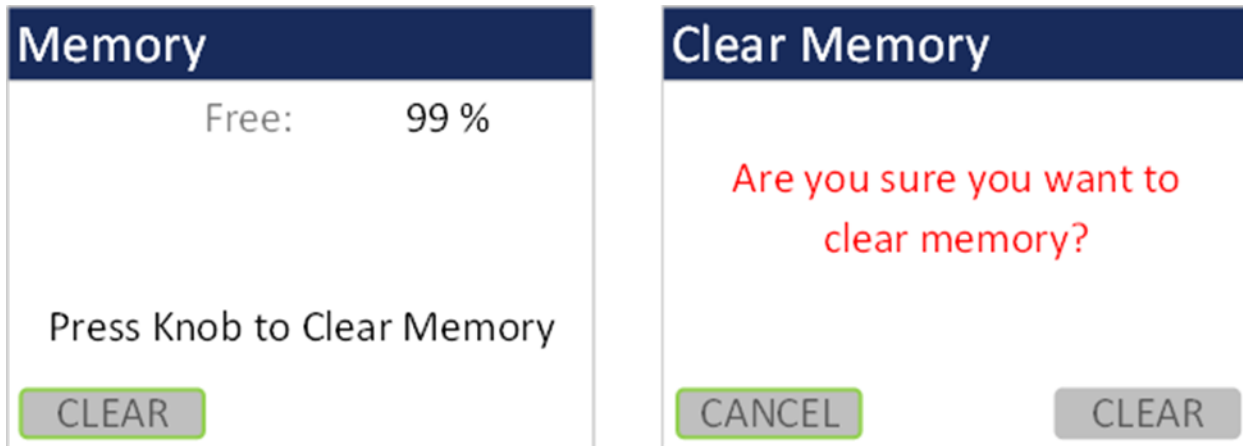 Memory
Free: 99 %
Press Knob to Clear Memory
CLEAR
Clear Memory
Are you sure you want to
clear memory?
CANCEL CLEAR